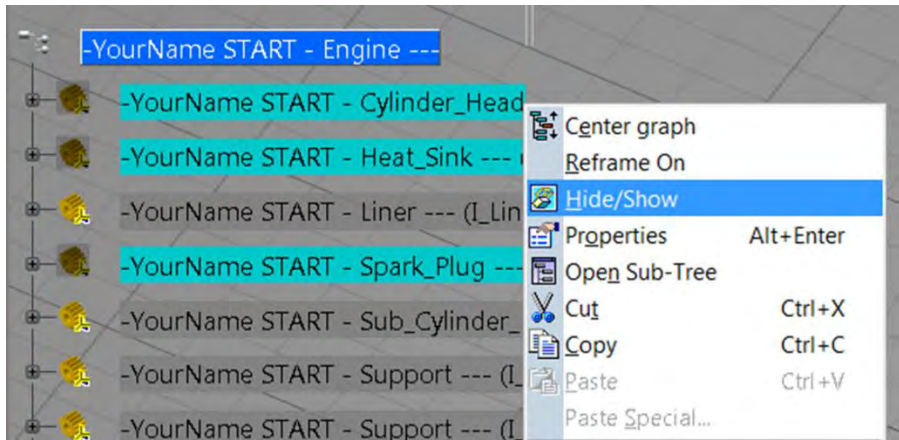 -YourName START - Engine ---
-YourName START - Cylinder_Head
-YourName START - Heat_Sink ---
-YourName START - Liner --- (I_Lin
-YourName START - Spark_Plug ---
-YourName START - Sub_Cylinder_
-YourName START - Support --- (I_
-YourName START - Support --- (I_
Center graph
Reframe On
Hide/Show
Properties Alt+Enter
Open Sub-Tree
Cut Ctrl+X
Copy Ctrl+C
Paste Ctrl+V
Paste Special...